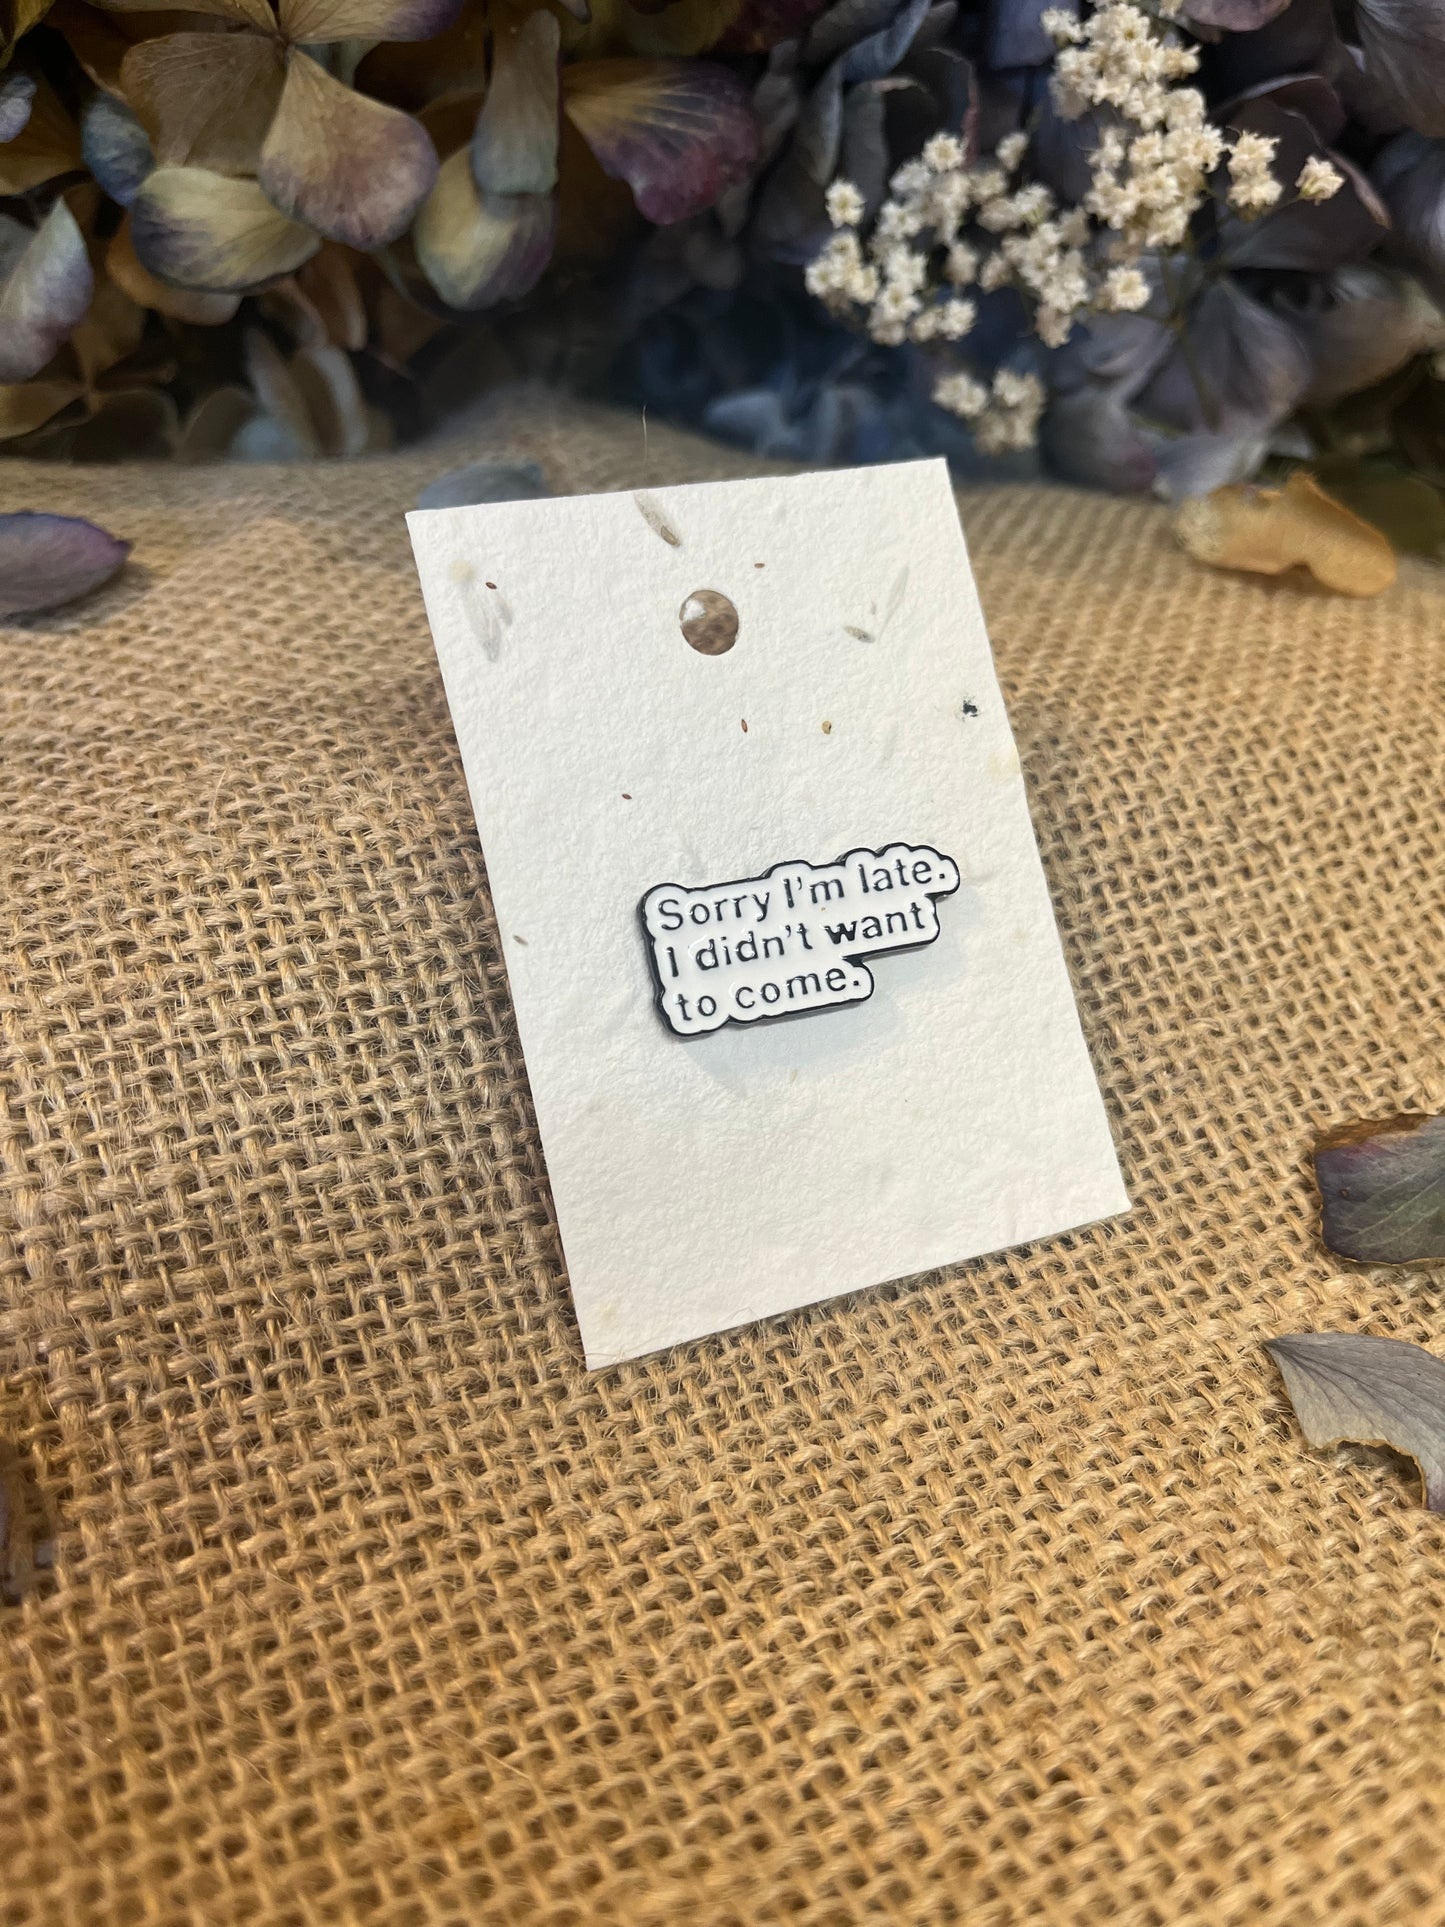 Sorry I'm late.
I didn't want
to come.